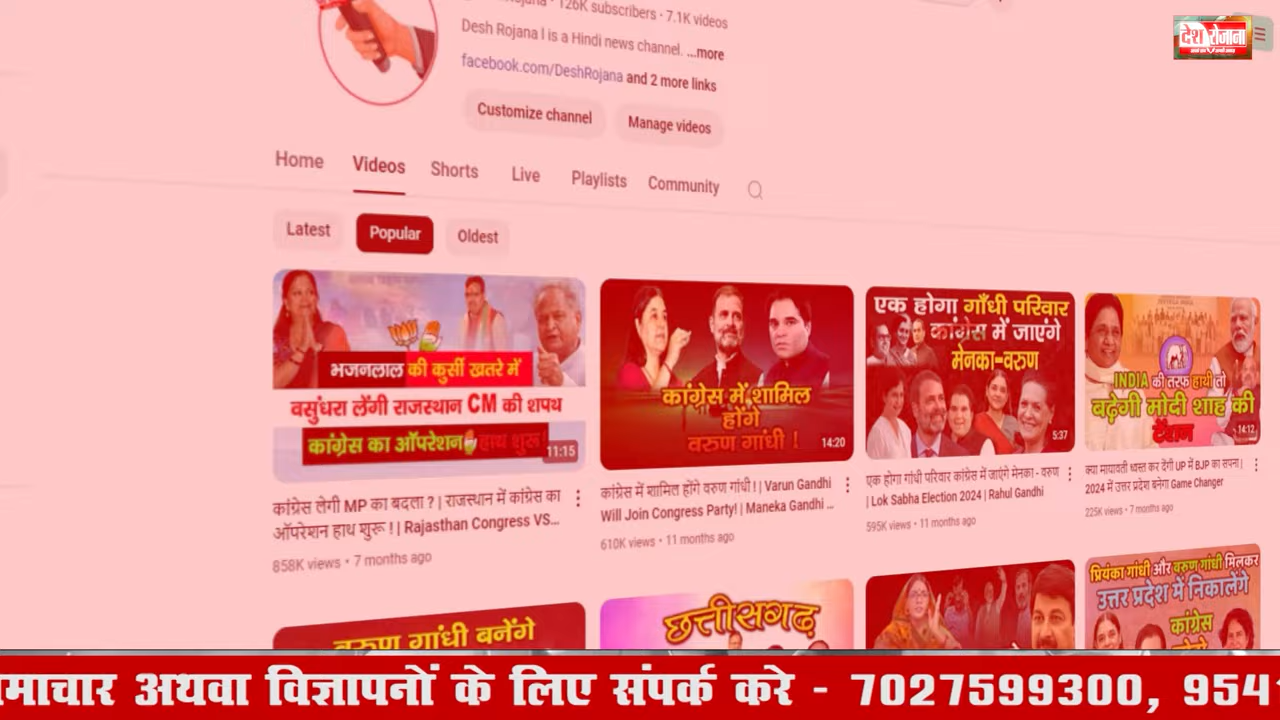 126K subscribers • 7.1K videos
Desh Rojana l is a Hindi news channel. ...more
facebook.com/DeshRojana and 2 more links
Customize channel
Manage videos
देश रोजाना
Home
Videos
Shorts
Live
Playlists
Community
Latest
Popular
Oldest
भजनलाल की कुर्सी खतरे में
वसुंधरा लेंगी राजस्थान CM की शपथ
कांग्रेस का ऑपरेशन हाथ शुरू
11:15
कांग्रेस लेगी MP का बदला ? | राजस्थान में कांग्रेस का
ऑपरेशन हाथ शुरू ! | Rajasthan Congress VS...
858K views • 7 months ago
कांग्रेस में शामिल
होंगे
वरुण गांधी !
14:20
कांग्रेस में शामिल होंगे वरुण गांधी ! | Varun Gandhi
Will Join Congress Party! | Maneka Gandhi ...
610K views • 11 months ago
एक होगा गाँधी परिवार
कांग्रेस में जाएंगे
मेनका-वरुण
5:37
एक होगा गांधी परिवार कांग्रेस में जाएंगे मेनका - वरुण
| Lok Sabha Election 2024 | Rahul Gandhi
595K views • 11 months ago
INDIA की तरफ हाथी तो
बढ़ेगी मोदी शाह की
टेंशन
14:12
क्या मायावती ध्वस्त कर देंगी UP में BJP का सपना |
2024 में उत्तर प्रदेश बनेगा Game Changer
225K views • 7 months ago
वरुण गांधी बनेंगे
छत्तीसगढ़
प्रियंका गांधी और वरुण गांधी मिलकर
उत्तर प्रदेश में निकालेंगे
कांग्रेस
माचार अथवा विज्ञापनों के लिए संपर्क करे - 7027599300, 954